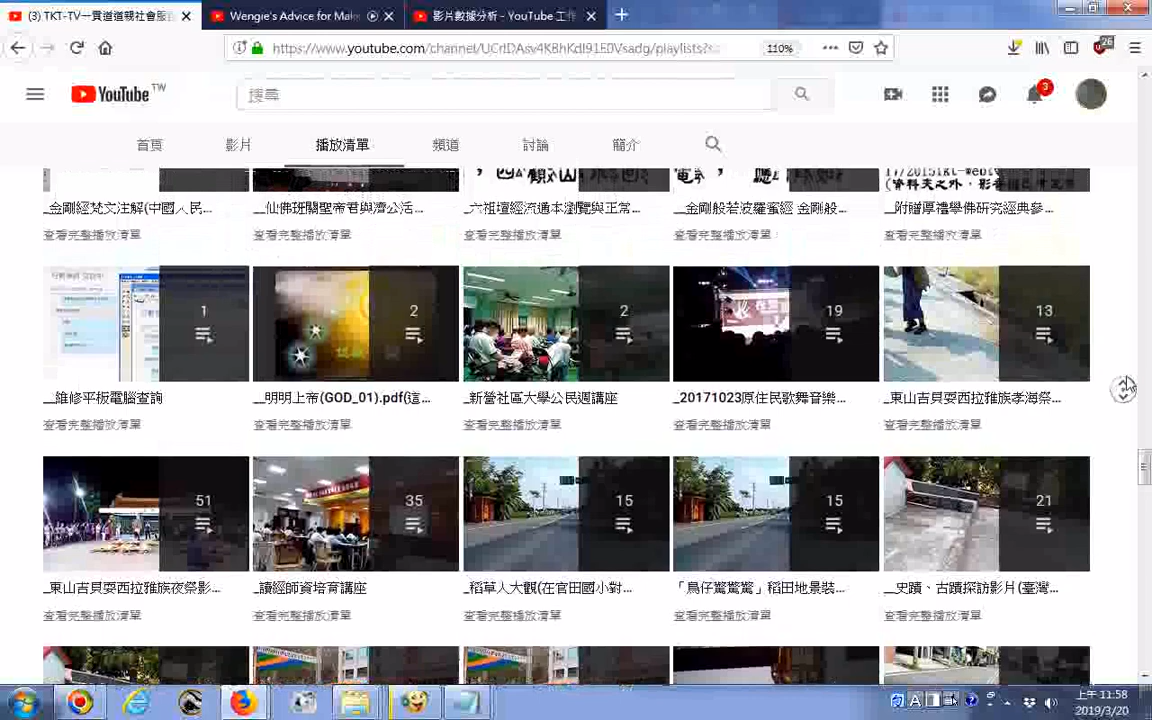 (3) TKT-TV一貫道道親社會服
Wengie's Advice for Mak
影片數據分析 - YouTube 工作
110%
YouTube TW
搜尋
3
首頁
影片
播放清單
頻道
討論
簡介
_金剛經梵文注解(中國人民...
_仙佛班關聖帝君與濟公活...
_六祖壇經流通本瀏覽與正常...
__金剛般若波羅蜜經 金剛般...
__附贈厚禮學佛研究經典參...
查看完整播放清單
查看完整播放清單
查看完整播放清單
查看完整播放清單
查看完整播放清單
1
2
2
19
13
__維修平板電腦查詢
__明明上帝(GOD_01).pdf(這...
_新營社區大學公民週講座
_20171023原住民歌舞音樂...
_東山吉貝耍西拉雅族孝海祭...
查看完整播放清單
查看完整播放清單
查看完整播放清單
查看完整播放清單
查看完整播放清單
51
35
15
15
21
_東山吉貝耍西拉雅族夜祭影...
_讀經師資培育講座
_稻草人大觀(在官田國小對...
「鳥仔驚驚驚」稻田地景裝...
__史蹟、古蹟探訪影片(臺灣...
查看完整播放清單
查看完整播放清單
查看完整播放清單
查看完整播放清單
查看完整播放清單
上午 11:58
2019/3/20